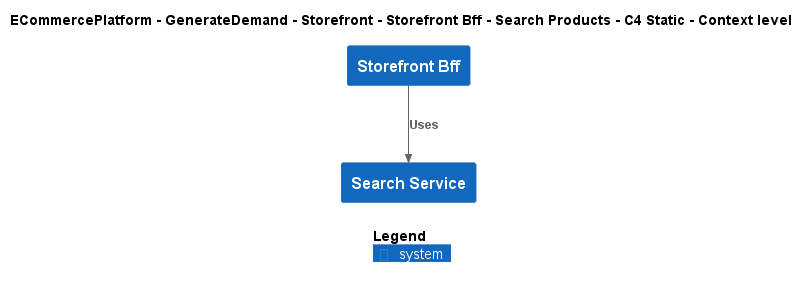 ECommercePlatform - GenerateDemand - Storefront - Storefront Bff - Search Products - C4 Static - Context level
Storefront Bff
Uses
Search Service
Legend
system